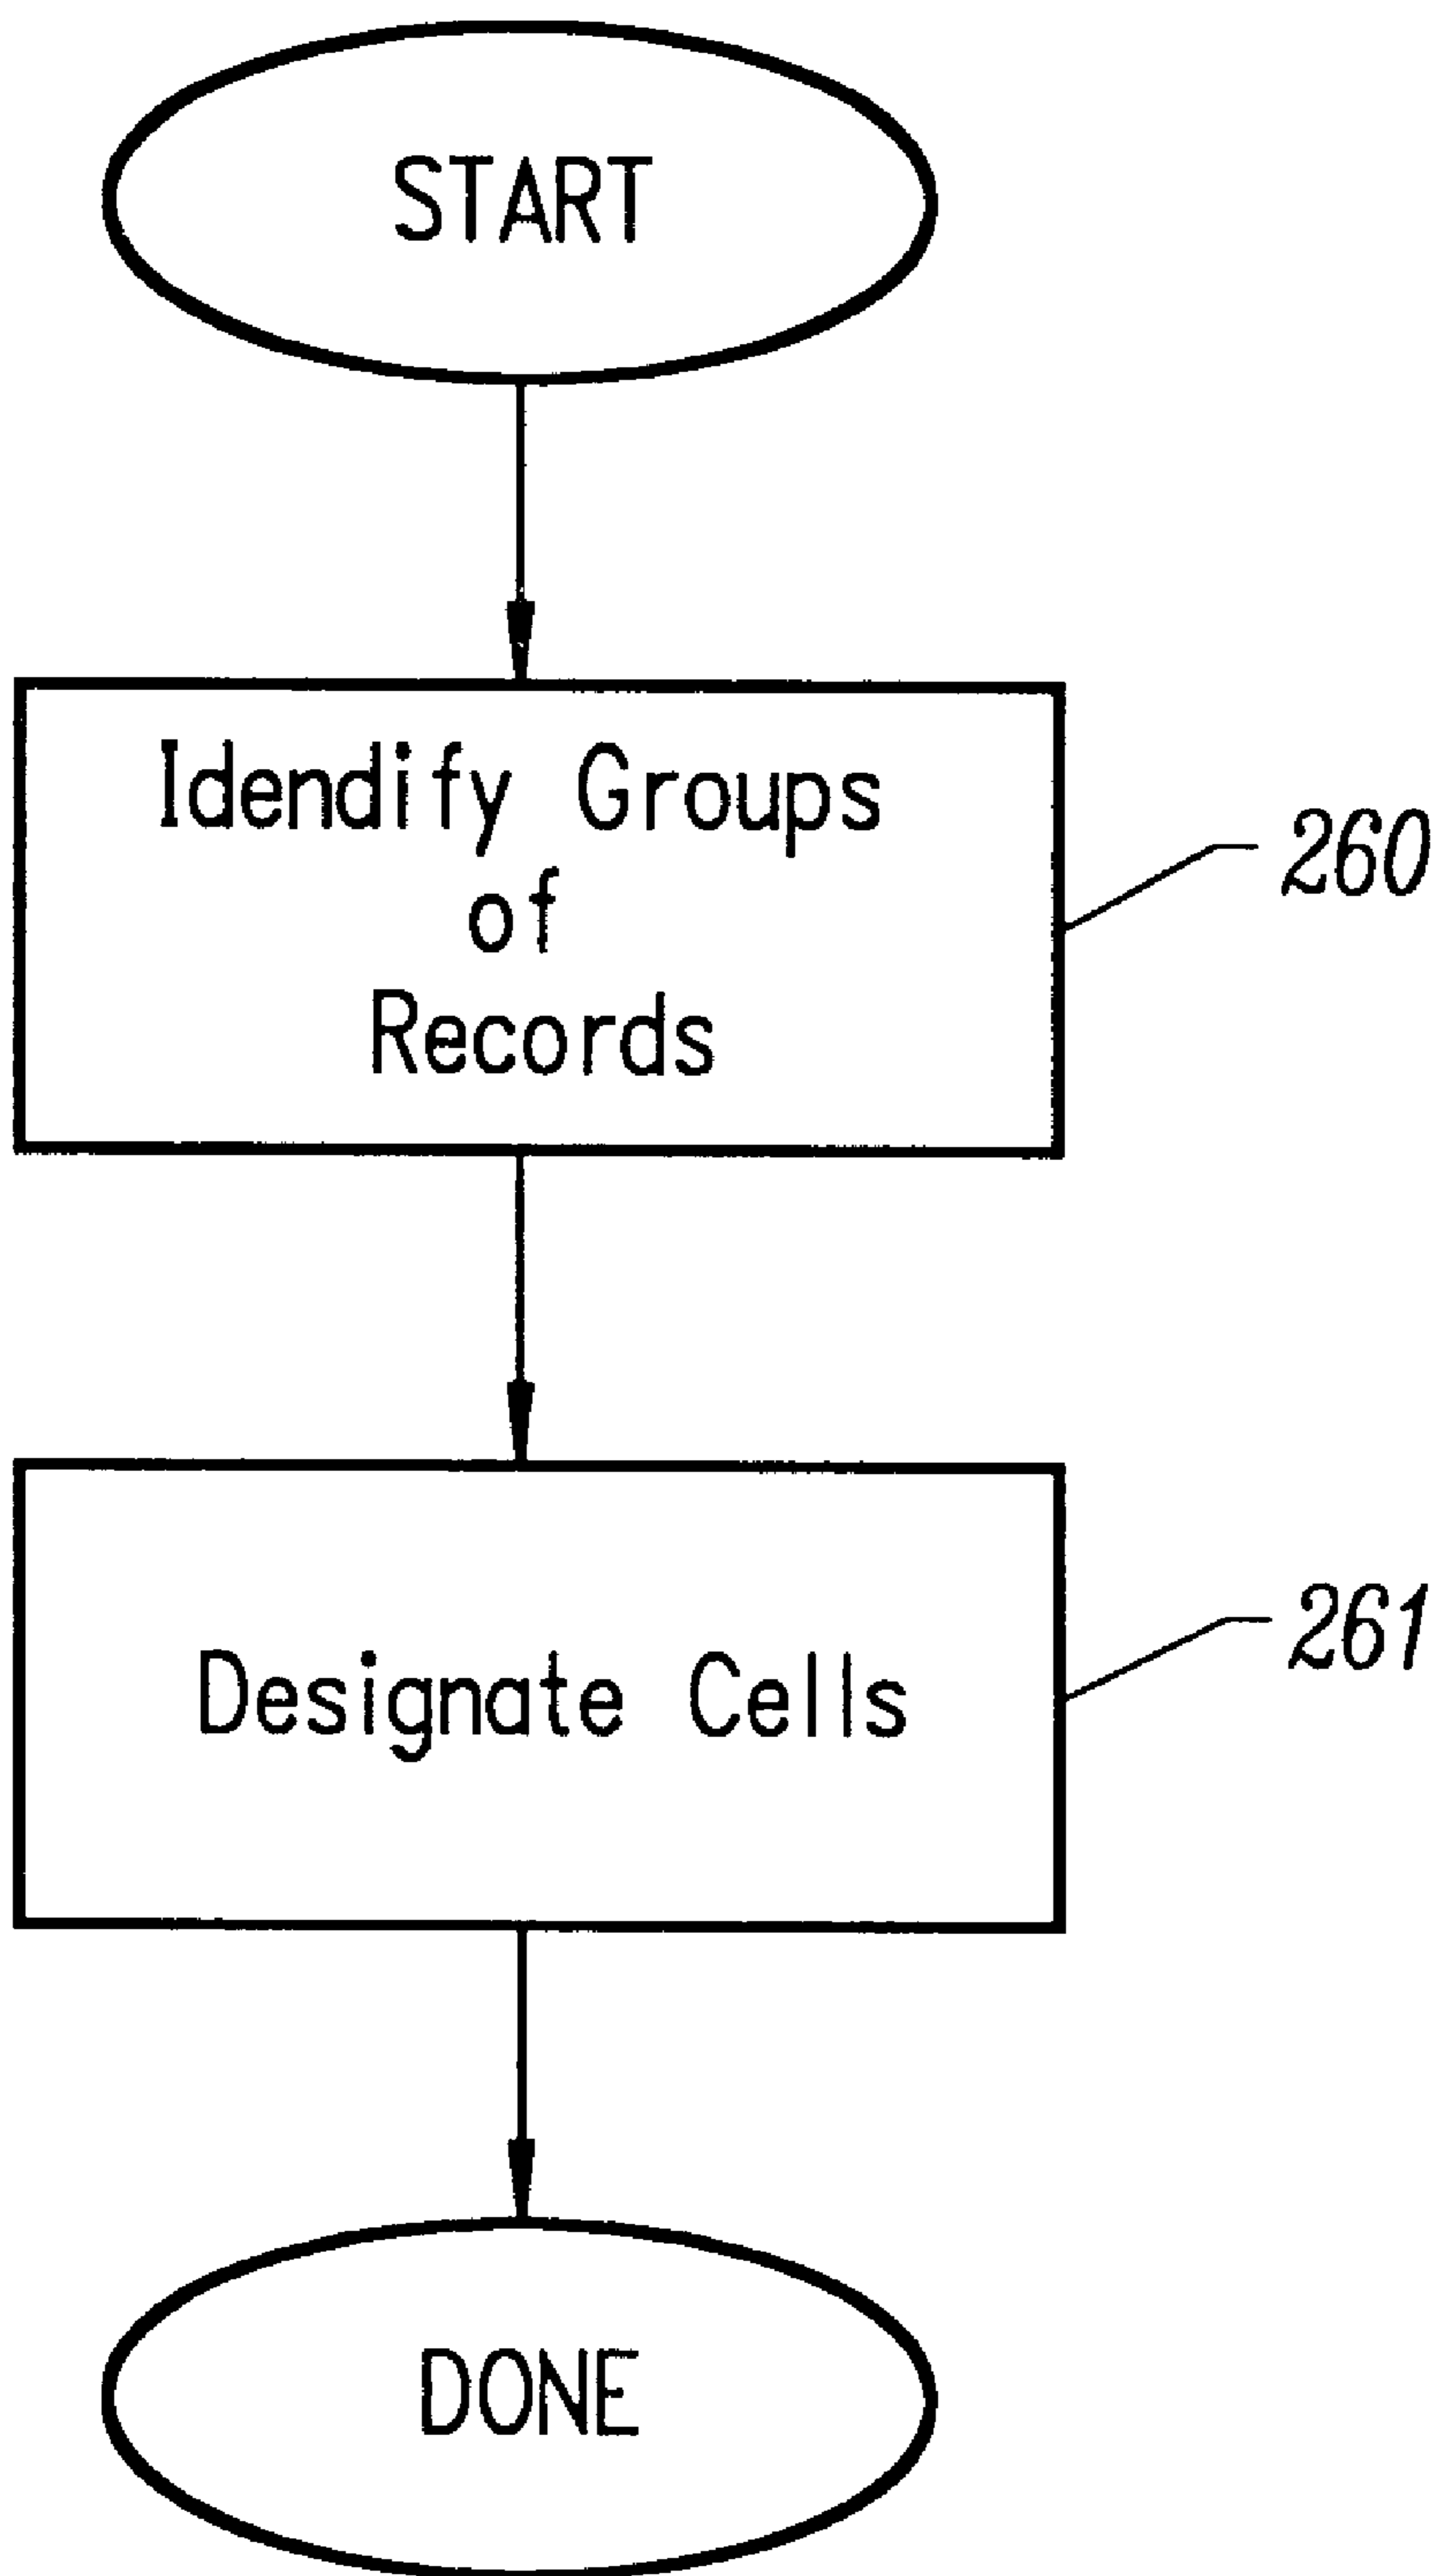 START
Idendify Groups
of
Records
260
Designate Cells
261
DONE